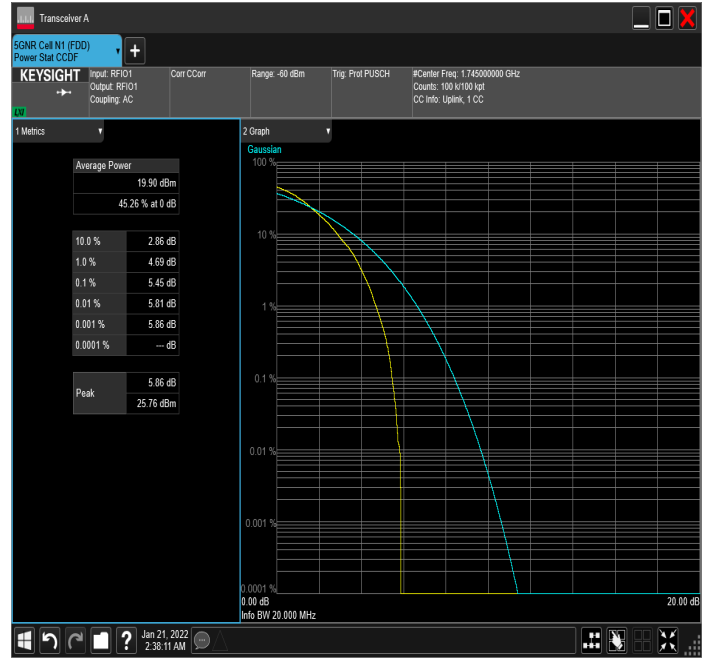 Transceiver A
5GNR Cell N1 (FDD)
Power Stat CCDF
KEYSIGHT
Input: RFIO1
Output: RFIO1
Coupling: AC
Corr CCorr
Range: -60 dBm
Trig: Prot PUSCH
#Center Freq: 1.745000000 GHz
Counts: 100 k/100 kpt
CC Info: Uplink, 1 CC
1 Metrics
Average Power
19.90 dBm
45.26 % at 0 dB
10.0 % 2.86 dB
1.0 % 4.69 dB
0.1 % 5.45 dB
0.01 % 5.81 dB
0.001 % 5.86 dB
0.0001 % --- dB
Peak
5.86 dB
25.76 dBm
2 Graph
Gaussian
100 %
10 %
1 %
0.1 %
0.01 %
0.001 %
0.0001 %
0.00 dB
20.00 dB
Info BW 20.000 MHz
Jan 21, 2022
2:38:11 AM